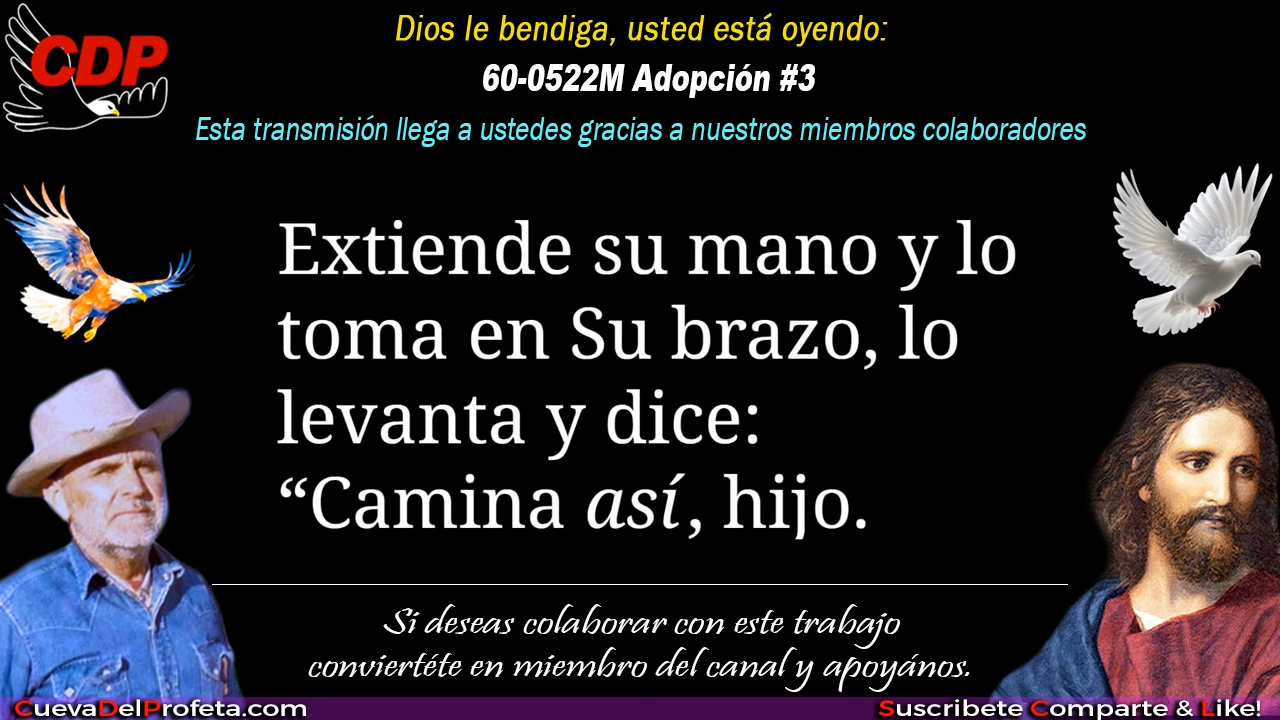 CDP
Dios le bendiga, usted está oyendo:
60-0522M Adopción #3
Esta transmisión llega a ustedes gracias a nuestros miembros colaboradores
Extiende su mano y lo
toma en Su brazo, lo
levanta y dice:
“Camina así, hijo.
Si deseas colaborar con este trabajo
conviertéte en miembro del canal y apoyános.
CuevaDelProfeta.com
Suscribete Comparte & Like!